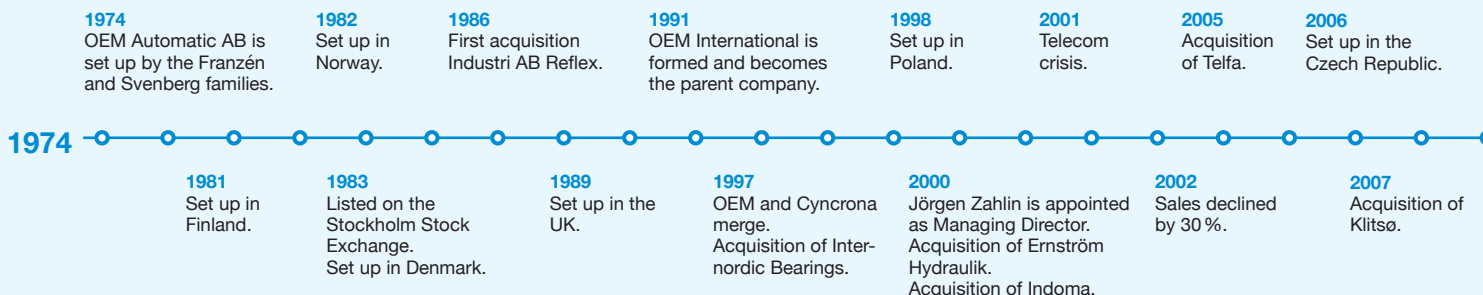 1974
OEM Automatic AB is
set up by the Franzén
and Svenberg families.
1982
Set up in
Norway.
1986
First acquisition
Industri AB Reflex.
1991
OEM International is
formed and becomes
the parent company.
1998
Set up in
Poland.
2001
Telecom
crisis.
2005
Acquisition
of Telfa.
2006
Set up in the
Czech Republic.
1974
1981
Set up in
Finland.
1983
Listed on the
Stockholm Stock
Exchange.
Set up in Denmark.
1989
Set up in the
UK.
1997
OEM and Cyncrona
merge.
Acquisition of Inter-
nordic Bearings.
2000
Jörgen Zahlin is appointed
as Managing Director.
Acquisition of Ernström
Hydraulik.
Acquisition of Indoma.
2002
Sales declined
by 30 %.
2007
Acquisition of
Klitsø.